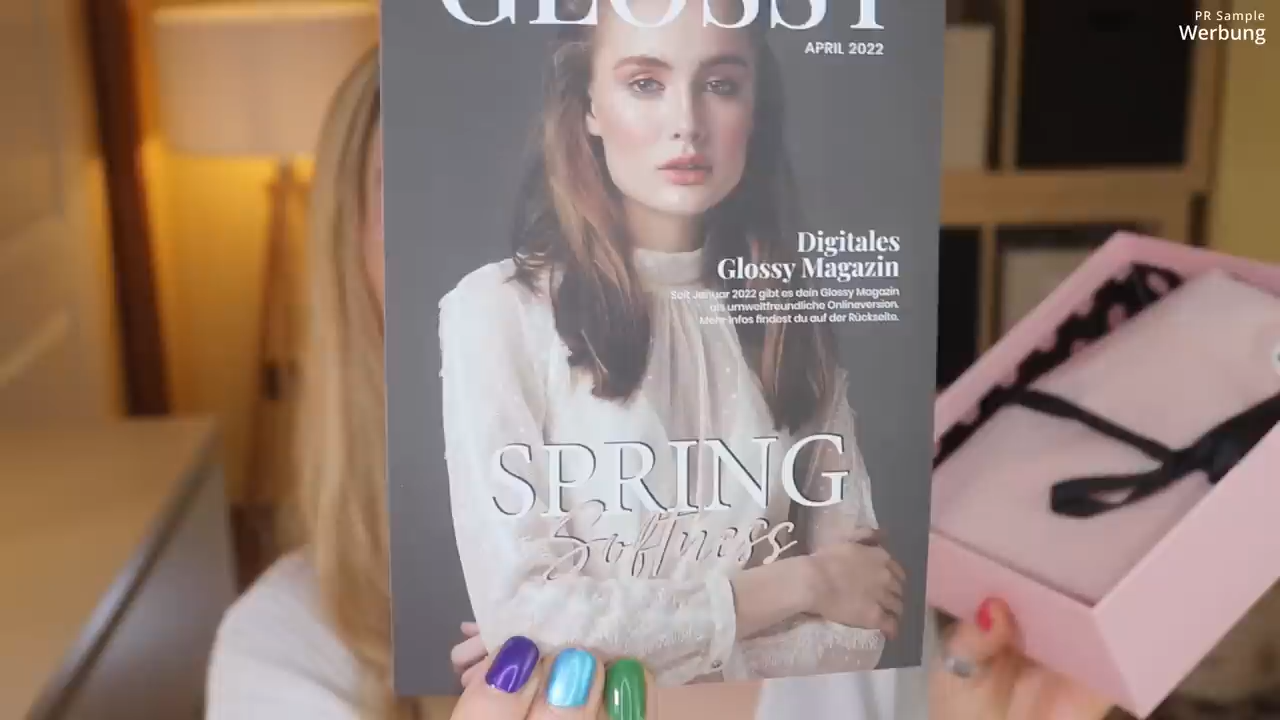 PR Sample
Werbung
GLOSSY
APRIL 2022
Digitales
Glossy Magazin
Seit Januar 2022 gibt es dein Glossy Magazin
als umweltfreundliche Onlineversion.
Mehr Infos findest du auf der Rückseite.
SPRING
Softness